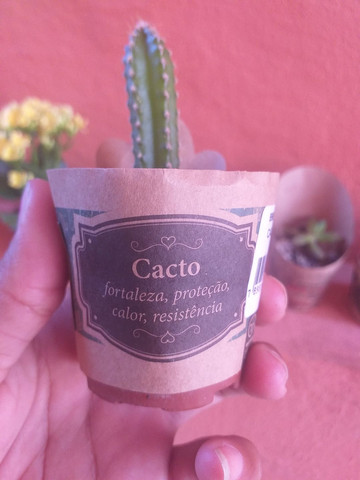 Cacto
fortaleza, proteção,
calor, resistência